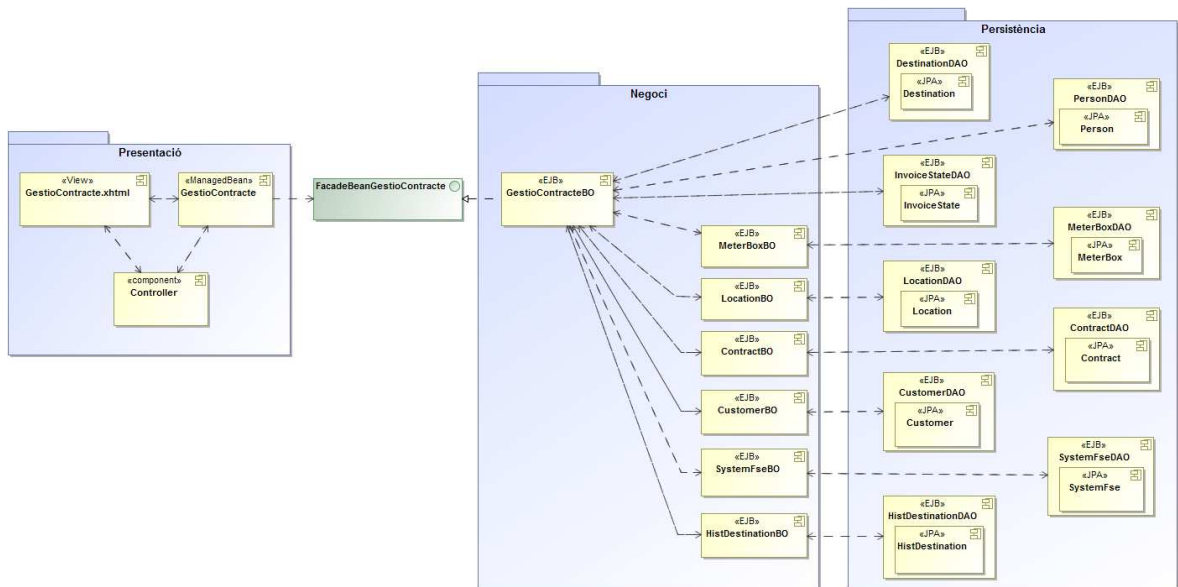 Presentació
«View»
GestioContracte.xhtml
«ManagedBean»
GestioContracte
«component»
Controller
FacadeBeanGestioContracte
Negoci
«EJB»
GestioContracteBO
«EJB»
MeterBoxBO
«EJB»
LocationBO
«EJB»
ContractBO
«EJB»
CustomerBO
«EJB»
SystemFseBO
«EJB»
HistDestinationBO
Persistència
«EJB»
DestinationDAO
«JPA»
Destination
«EJB»
PersonDAO
«JPA»
Person
«EJB»
InvoiceStateDAO
«JPA»
InvoiceState
«EJB»
MeterBoxDAO
«JPA»
MeterBox
«EJB»
LocationDAO
«JPA»
Location
«EJB»
ContractDAO
«JPA»
Contract
«EJB»
CustomerDAO
«JPA»
Customer
«EJB»
SystemFseDAO
«JPA»
SystemFse
«EJB»
HistDestinationDAO
«JPA»
HistDestination